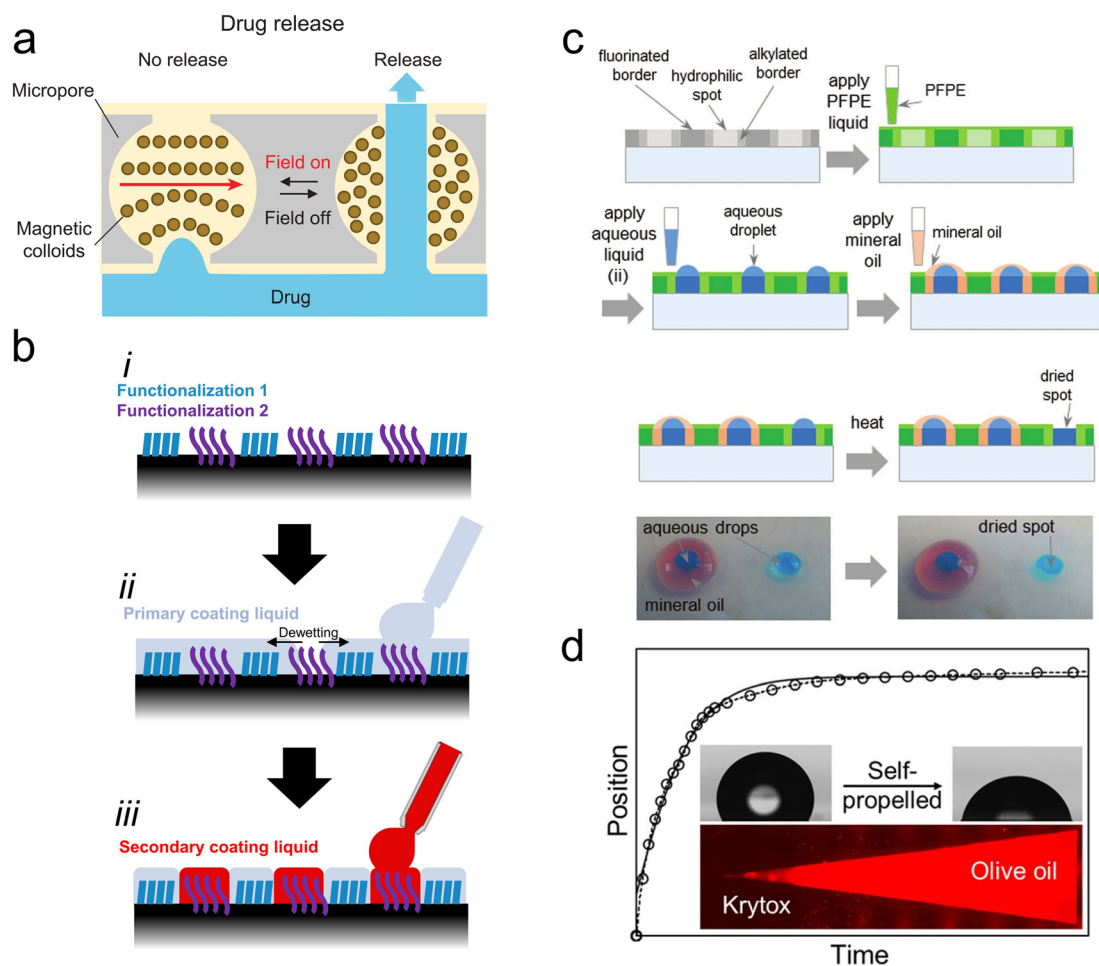 a
Drug release
No release
Release
Micropore
Field on
Field off
Magnetic
colloids
Drug
b
i
Functionalization 1
Functionalization 2
ii
Primary coating liquid
Dewetting
iii
Secondary coating liquid
c
fluorinated
border
hydrophilic
spot
alkylated
border
apply
PFPE
liquid
PFPE
apply
aqueous
liquid
(ii)
aqueous
droplet
apply
mineral
oil
mineral oil
heat
dried
spot
aqueous drops
mineral oil
dried spot
d
Position
Self-
propelled
Olive oil
Krytox
Time